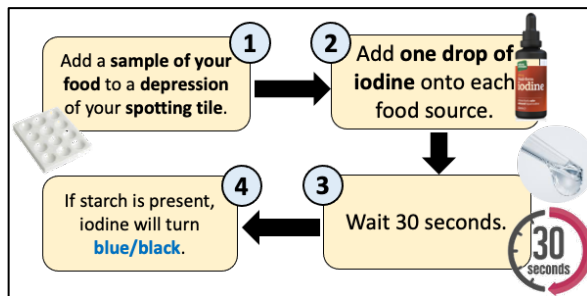 1
Add a sample of your
food to a depression
of your spotting tile.
2
Add one drop of
iodine onto each
food source.
iodine
3
Wait 30 seconds.
30
seconds
4
If starch is present,
iodine will turn
blue/black.